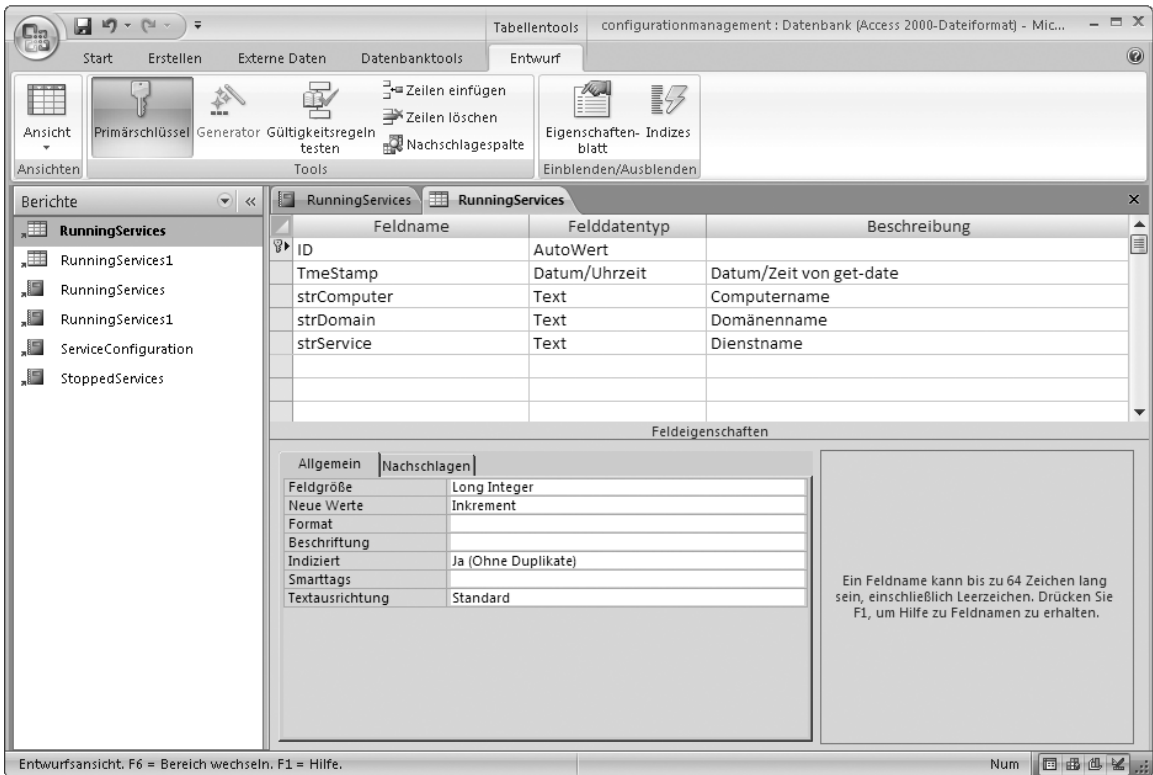 Tabellentools configurationmanagement : Datenbank (Access 2000-Dateiformat) - Mic...
Start Erstellen Externe Daten Datenbanktools Entwurf
Ansicht
Primärschlüssel
Generator
Gültigkeitsregeln
testen
Zeilen einfügen
Zeilen löschen
Nachschlagespalte
Eigenschaften-
blatt
Indizes
Ansichten Tools Einblenden/Ausblenden
Berichte
RunningServices
RunningServices1
RunningServices
RunningServices1
ServiceConfiguration
StoppedServices
RunningServices RunningServices
Feldname Felddatentyp Beschreibung
ID AutoWert
TmeStamp Datum/Uhrzeit Datum/Zeit von get-date
strComputer Text Computername
strDomain Text Domänenname
strService Text Dienstname
Feldeigenschaften
Allgemein Nachschlagen
Feldgröße Long Integer
Neue Werte Inkrement
Format
Beschriftung
Indiziert Ja (Ohne Duplikate)
Smarttags
Textausrichtung Standard
Ein Feldname kann bis zu 64 Zeichen lang
sein, einschließlich Leerzeichen. Drücken Sie
F1, um Hilfe zu Feldnamen zu erhalten.
Entwurfsansicht. F6 = Bereich wechseln. F1 = Hilfe. Num